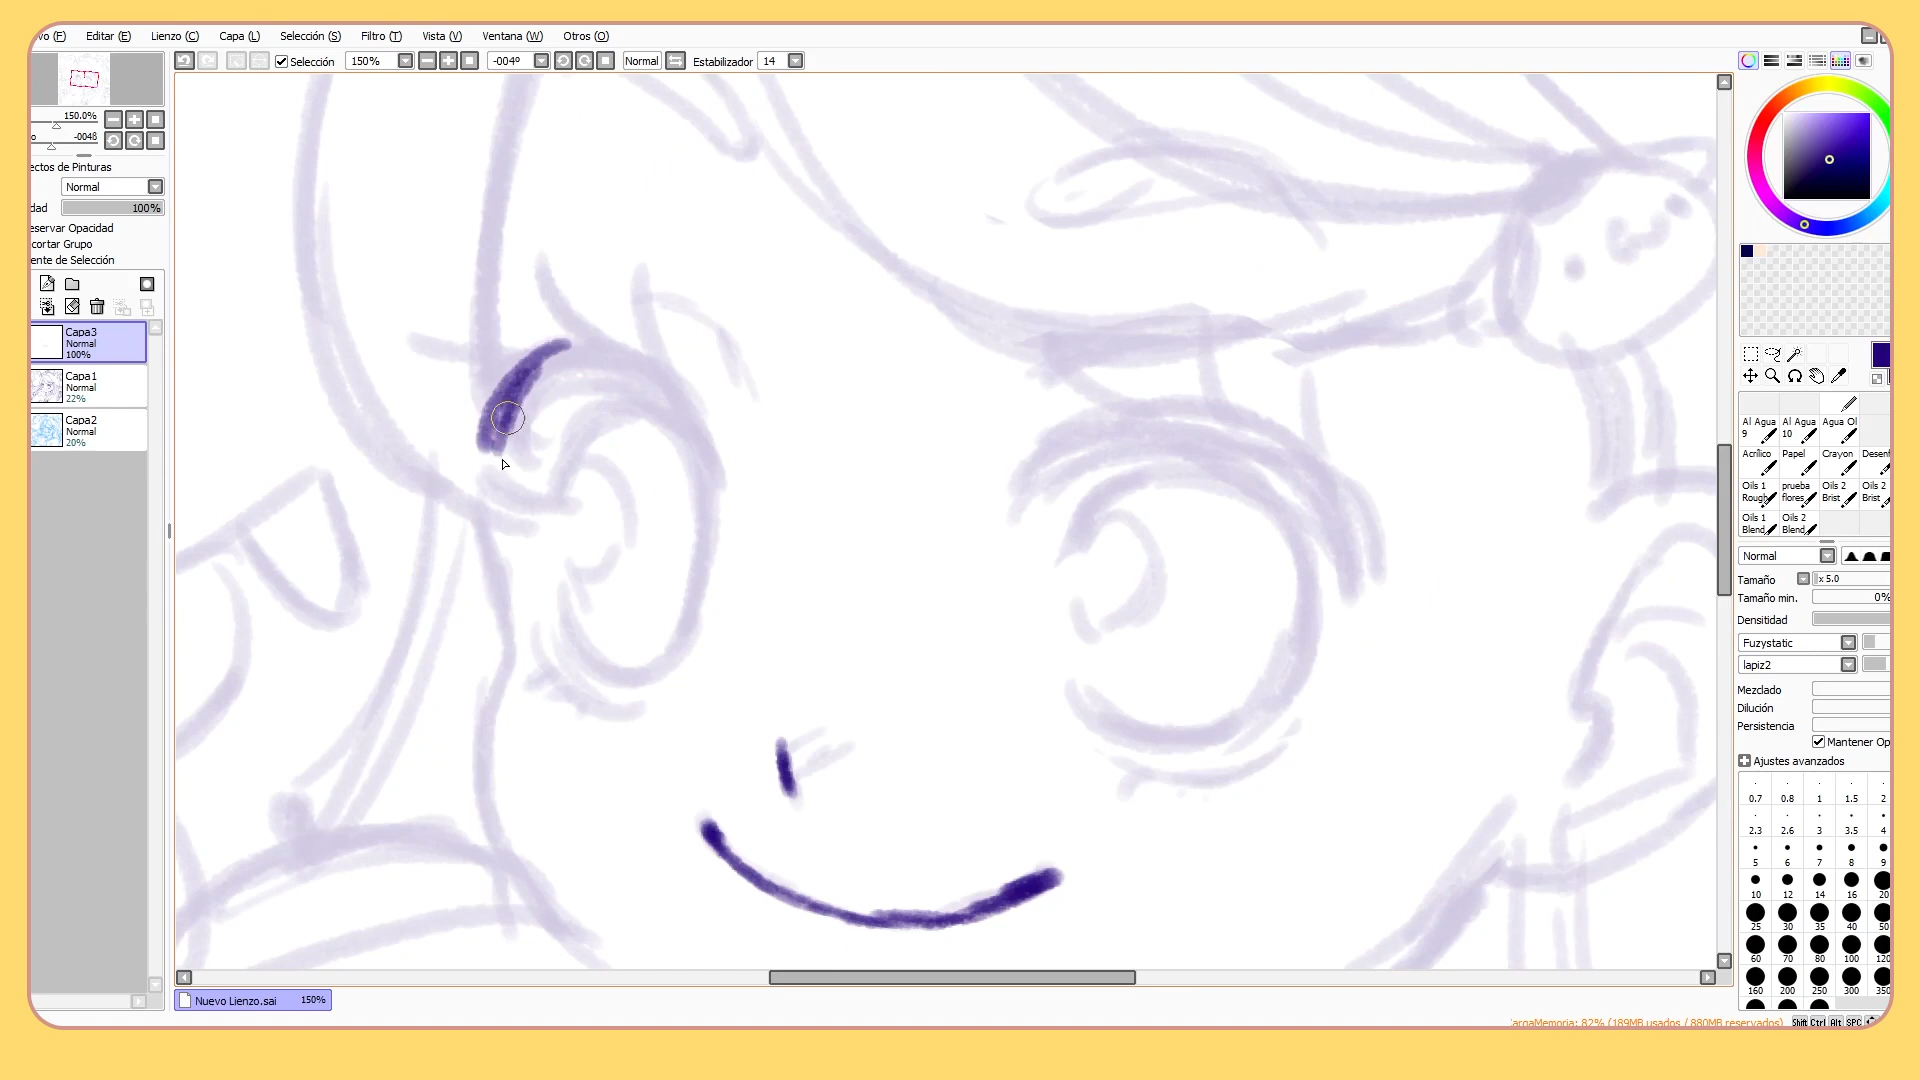 vo (F) Editar (E) Lienzo (C) Capa (L) Selección (S) Filtro (T) Vista (V) Ventana (W) Otros (O)
Selección 150% -004º Normal Estabilizador 14
150.0%
o -004ß
ectos de Pinturas
Normal
dad 100%
eservar Opacidad
cortar Grupo
ente de Selección
Capa3
Normal
100%
Capa1
Normal
22%
Capa2
Normal
20%
Al Agua 9
Al Agua 10
Agua Ol
Acrílico Papel Crayon Desenf
Oils 1 Rough
prueba flores
Oils 2 Brist
Oils 2 Brist
Oils 1 Blend
Oils 2 Blend
Normal
Tamaño x 5.0
Tamaño min. 0%
Densitidad
Fuzystatic
lapiz2
Mezclado
Dilución
Persistencia
Mantener Op
Ajustes avanzados
0.7 0.8 1 1.5 2
2.3 2.6 3 3.5 4
5 6 7 8 9
10 12 14 16 20
25 30 35 40 50
60 70 80 100 120
160 200 250 300 350
Nuevo Lienzo.sai 150%
argaMemoria: 82% (189MB usados / 880MB reservados) Shift Ctrl Alt SPC